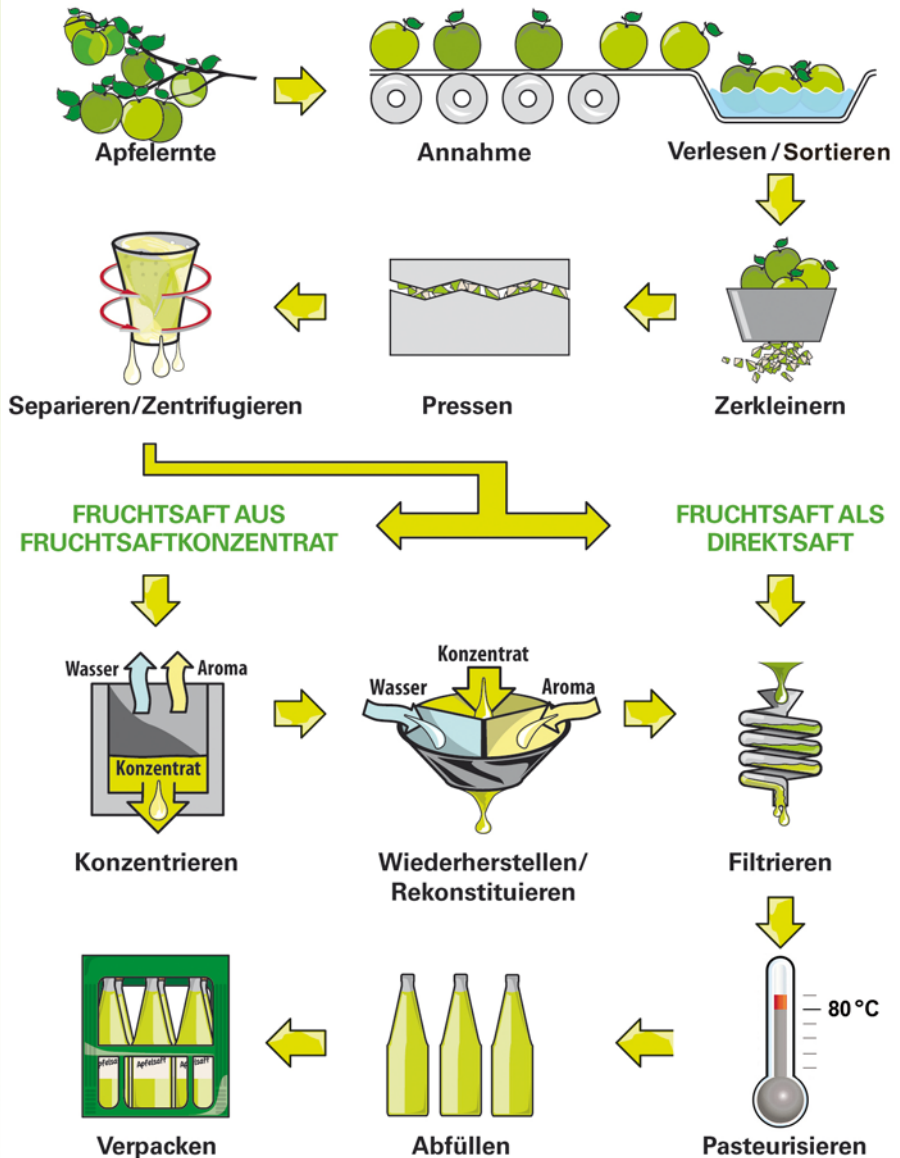 Apfelernte
Annahme
Verlesen / Sortieren
Separieren/Zentrifugieren
Pressen
Zerkleinern
FRUCHTSAFT AUS
FRUCHTSAFTKONZENTRAT
FRUCHTSAFT ALS
DIREKTSAFT
Wasser
Aroma
Konzentrat
Konzentrieren
Konzentrat
Wasser
Aroma
Wiederherstellen/
Rekonstituieren
Filtrieren
80 °C
Apfelsaft
Verpacken
Abfüllen
Pasteurisieren